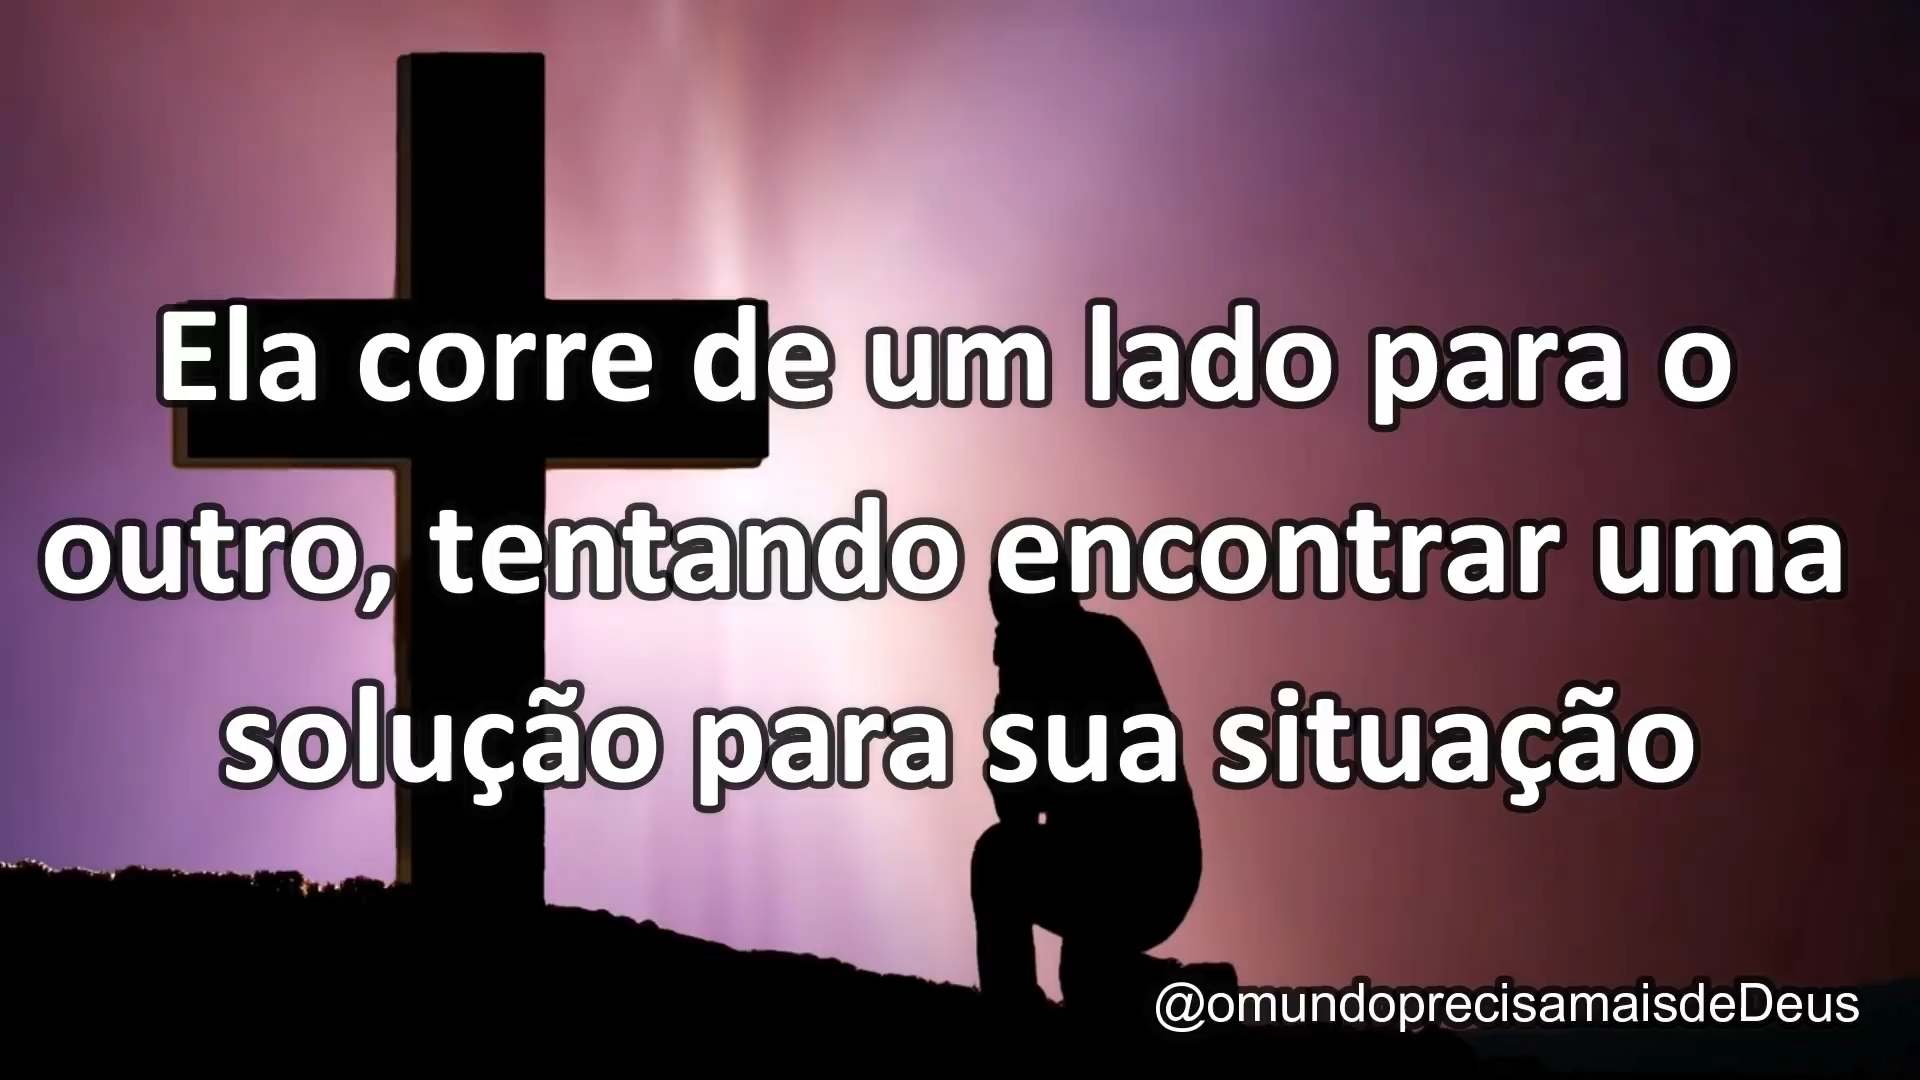 Ela corre de um lado para o
outro, tentando encontrar uma
solução para sua situação
@omundoprecisamaisdeDeus